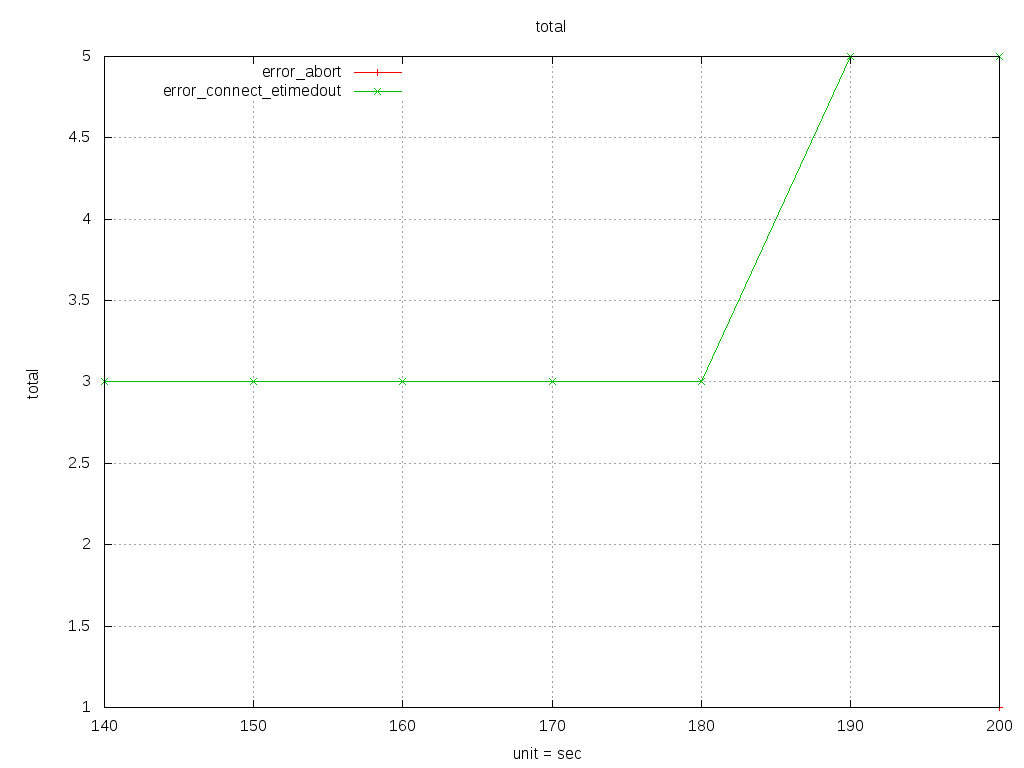 total
error_abort
error_connect_etimedout
5
4.5
4
3.5
3
2.5
2
1.5
1
total
140 150 160 170 180 190 200
unit = sec